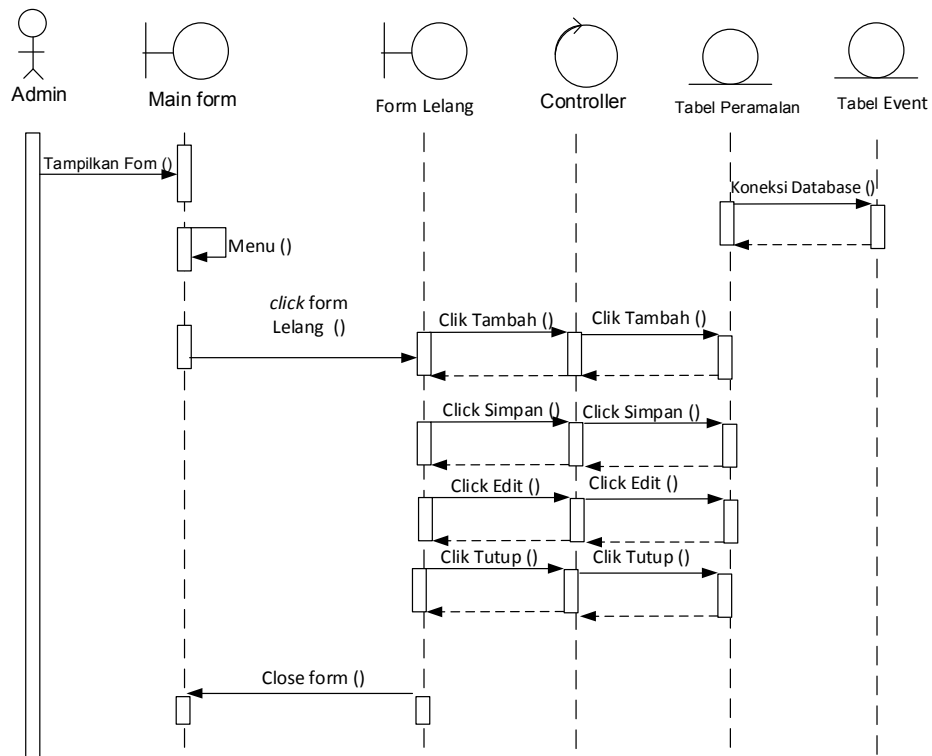 Admin
Main form
Form Lelang
Controller
Tabel Peramalan
Tabel Event
Tampilkan Fom ()
Koneksi Database ()
Menu ()
click form
Lelang ()
Clik Tambah ()
Clik Tambah ()
Click Simpan ()
Click Simpan ()
Click Edit ()
Click Edit ()
Clik Tutup ()
Clik Tutup ()
Close form ()